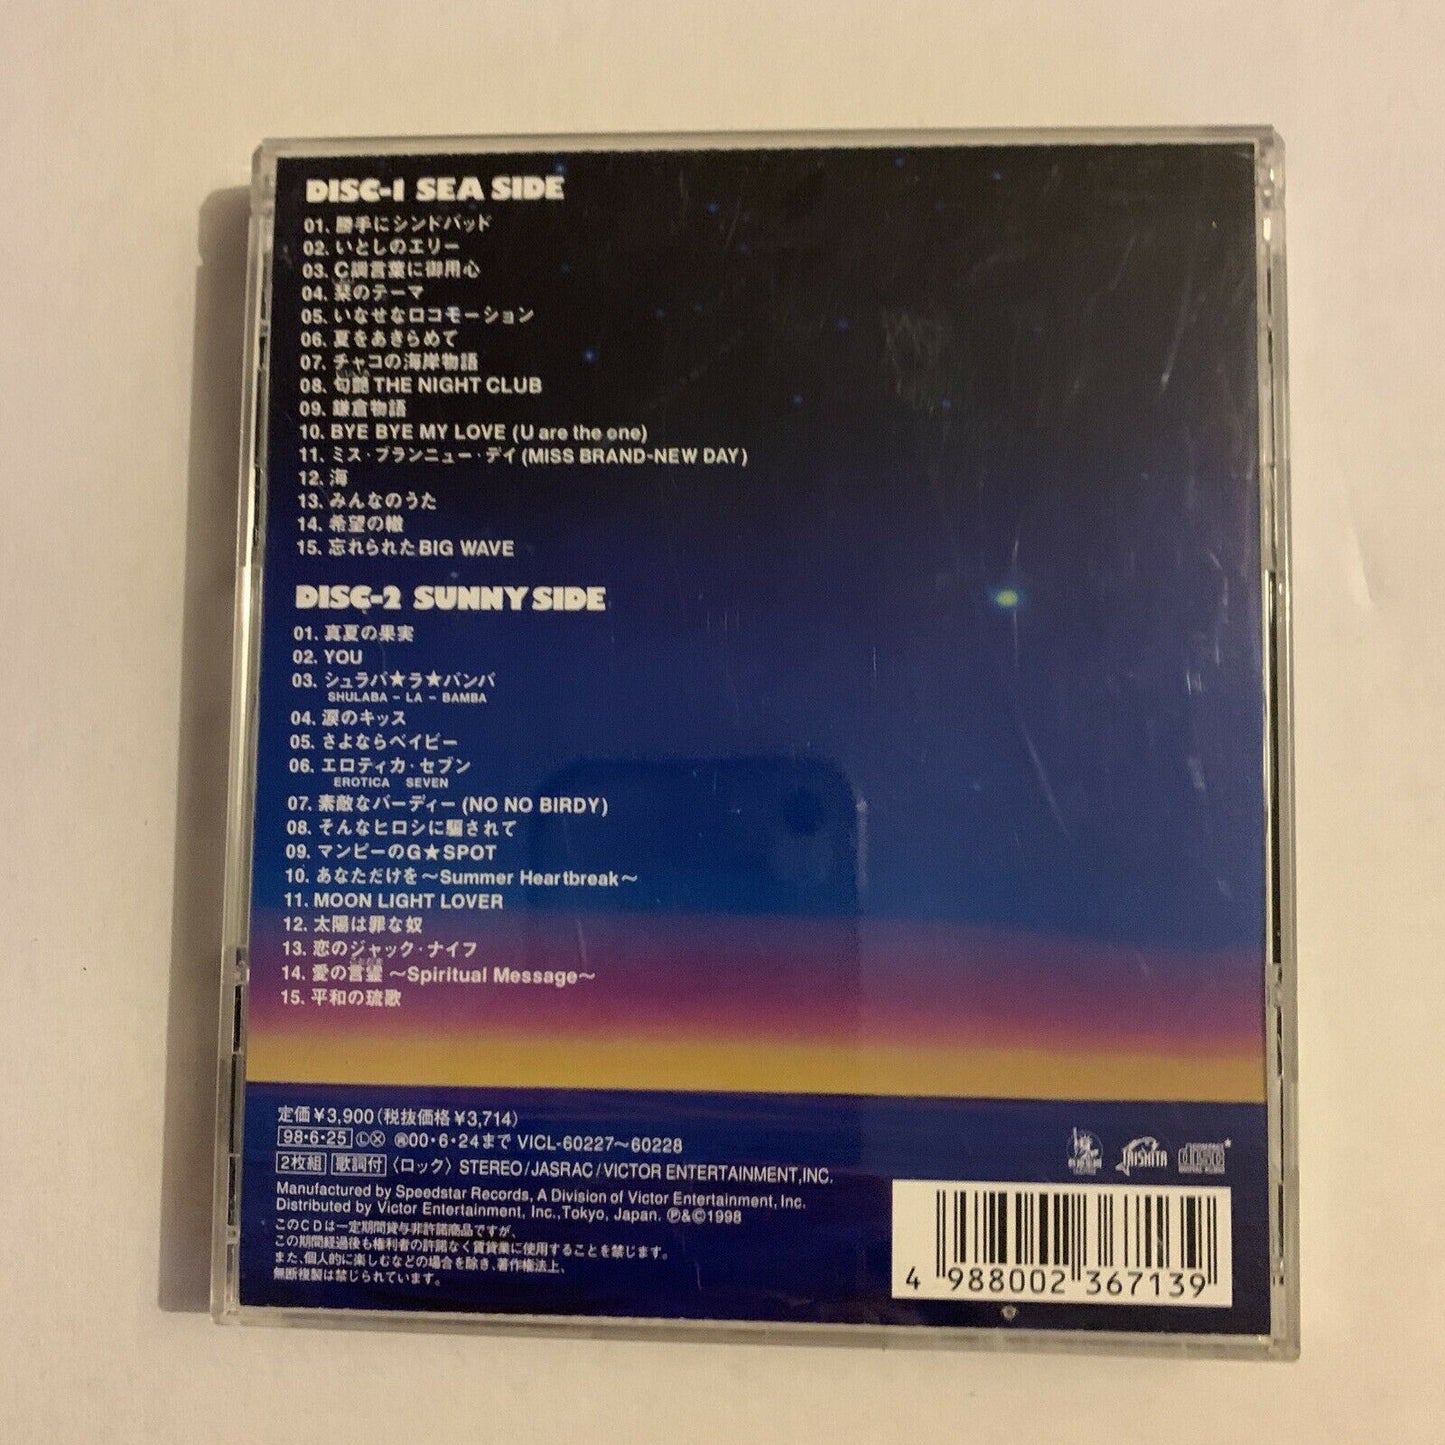 DISC-1 SEA SIDE
01. 勝手にシンドバッド
02. いとしのエリー
03. C調言葉に御用心
04. 栞のテーマ
05. いなせなロコモーション
06. 夏をあきらめて
07. チャコの海岸物語
08. 匂艶 THE NIGHT CLUB
09. 鎌倉物語
10. BYE BYE MY LOVE (U are the one)
11. ミス・ブランニュー・デイ (MISS BRAND-NEW DAY)
12. 海
13. みんなのうた
14. 希望の轍
15. 忘れられた BIG WAVE
DISC-2 SUNNY SIDE
01. 真夏の果実
02. YOU
03. シュラバ★ラ★バンバ
SHULABA - LA - BAMBA
04. 涙のキッス
05. さよならベイビー
06. エロティカ・セブン
EROTICA SEVEN
07. 素敵なバーディー (NO NO BIRDY)
08. そんなヒロシに騙されて
09. マンピーのG★SPOT
10. あなただけを 〜Summer Heartbreak〜
11. MOON LIGHT LOVER
12. 太陽は罪な奴
13. 恋のジャック・ナイフ
14. 愛の言霊 〜Spiritual Message〜
15. 平和の琉歌
定価¥3,900(税抜価格¥3,714)
98・6・25 Ⓛ Ⓧ 00・6・24まで VICL-60227〜60228
2枚組 歌詞付 〈ロック〉 STEREO/JASRAC/VICTOR ENTERTAINMENT,INC.
Manufactured by Speedstar Records, A Division of Victor Entertainment, Inc.
Distributed by Victor Entertainment, Inc.,Tokyo, Japan. ℗&©1998
このCDは一定期間貸与非許諾商品ですが、
この期間経過後も権利者の許諾なく賃貸業に使用することを禁じます。
また、個人的に楽しむなどの場合を除き、著作権法上、
無断複製は禁じられています。
TAISHITA
disc
4 988002 367139